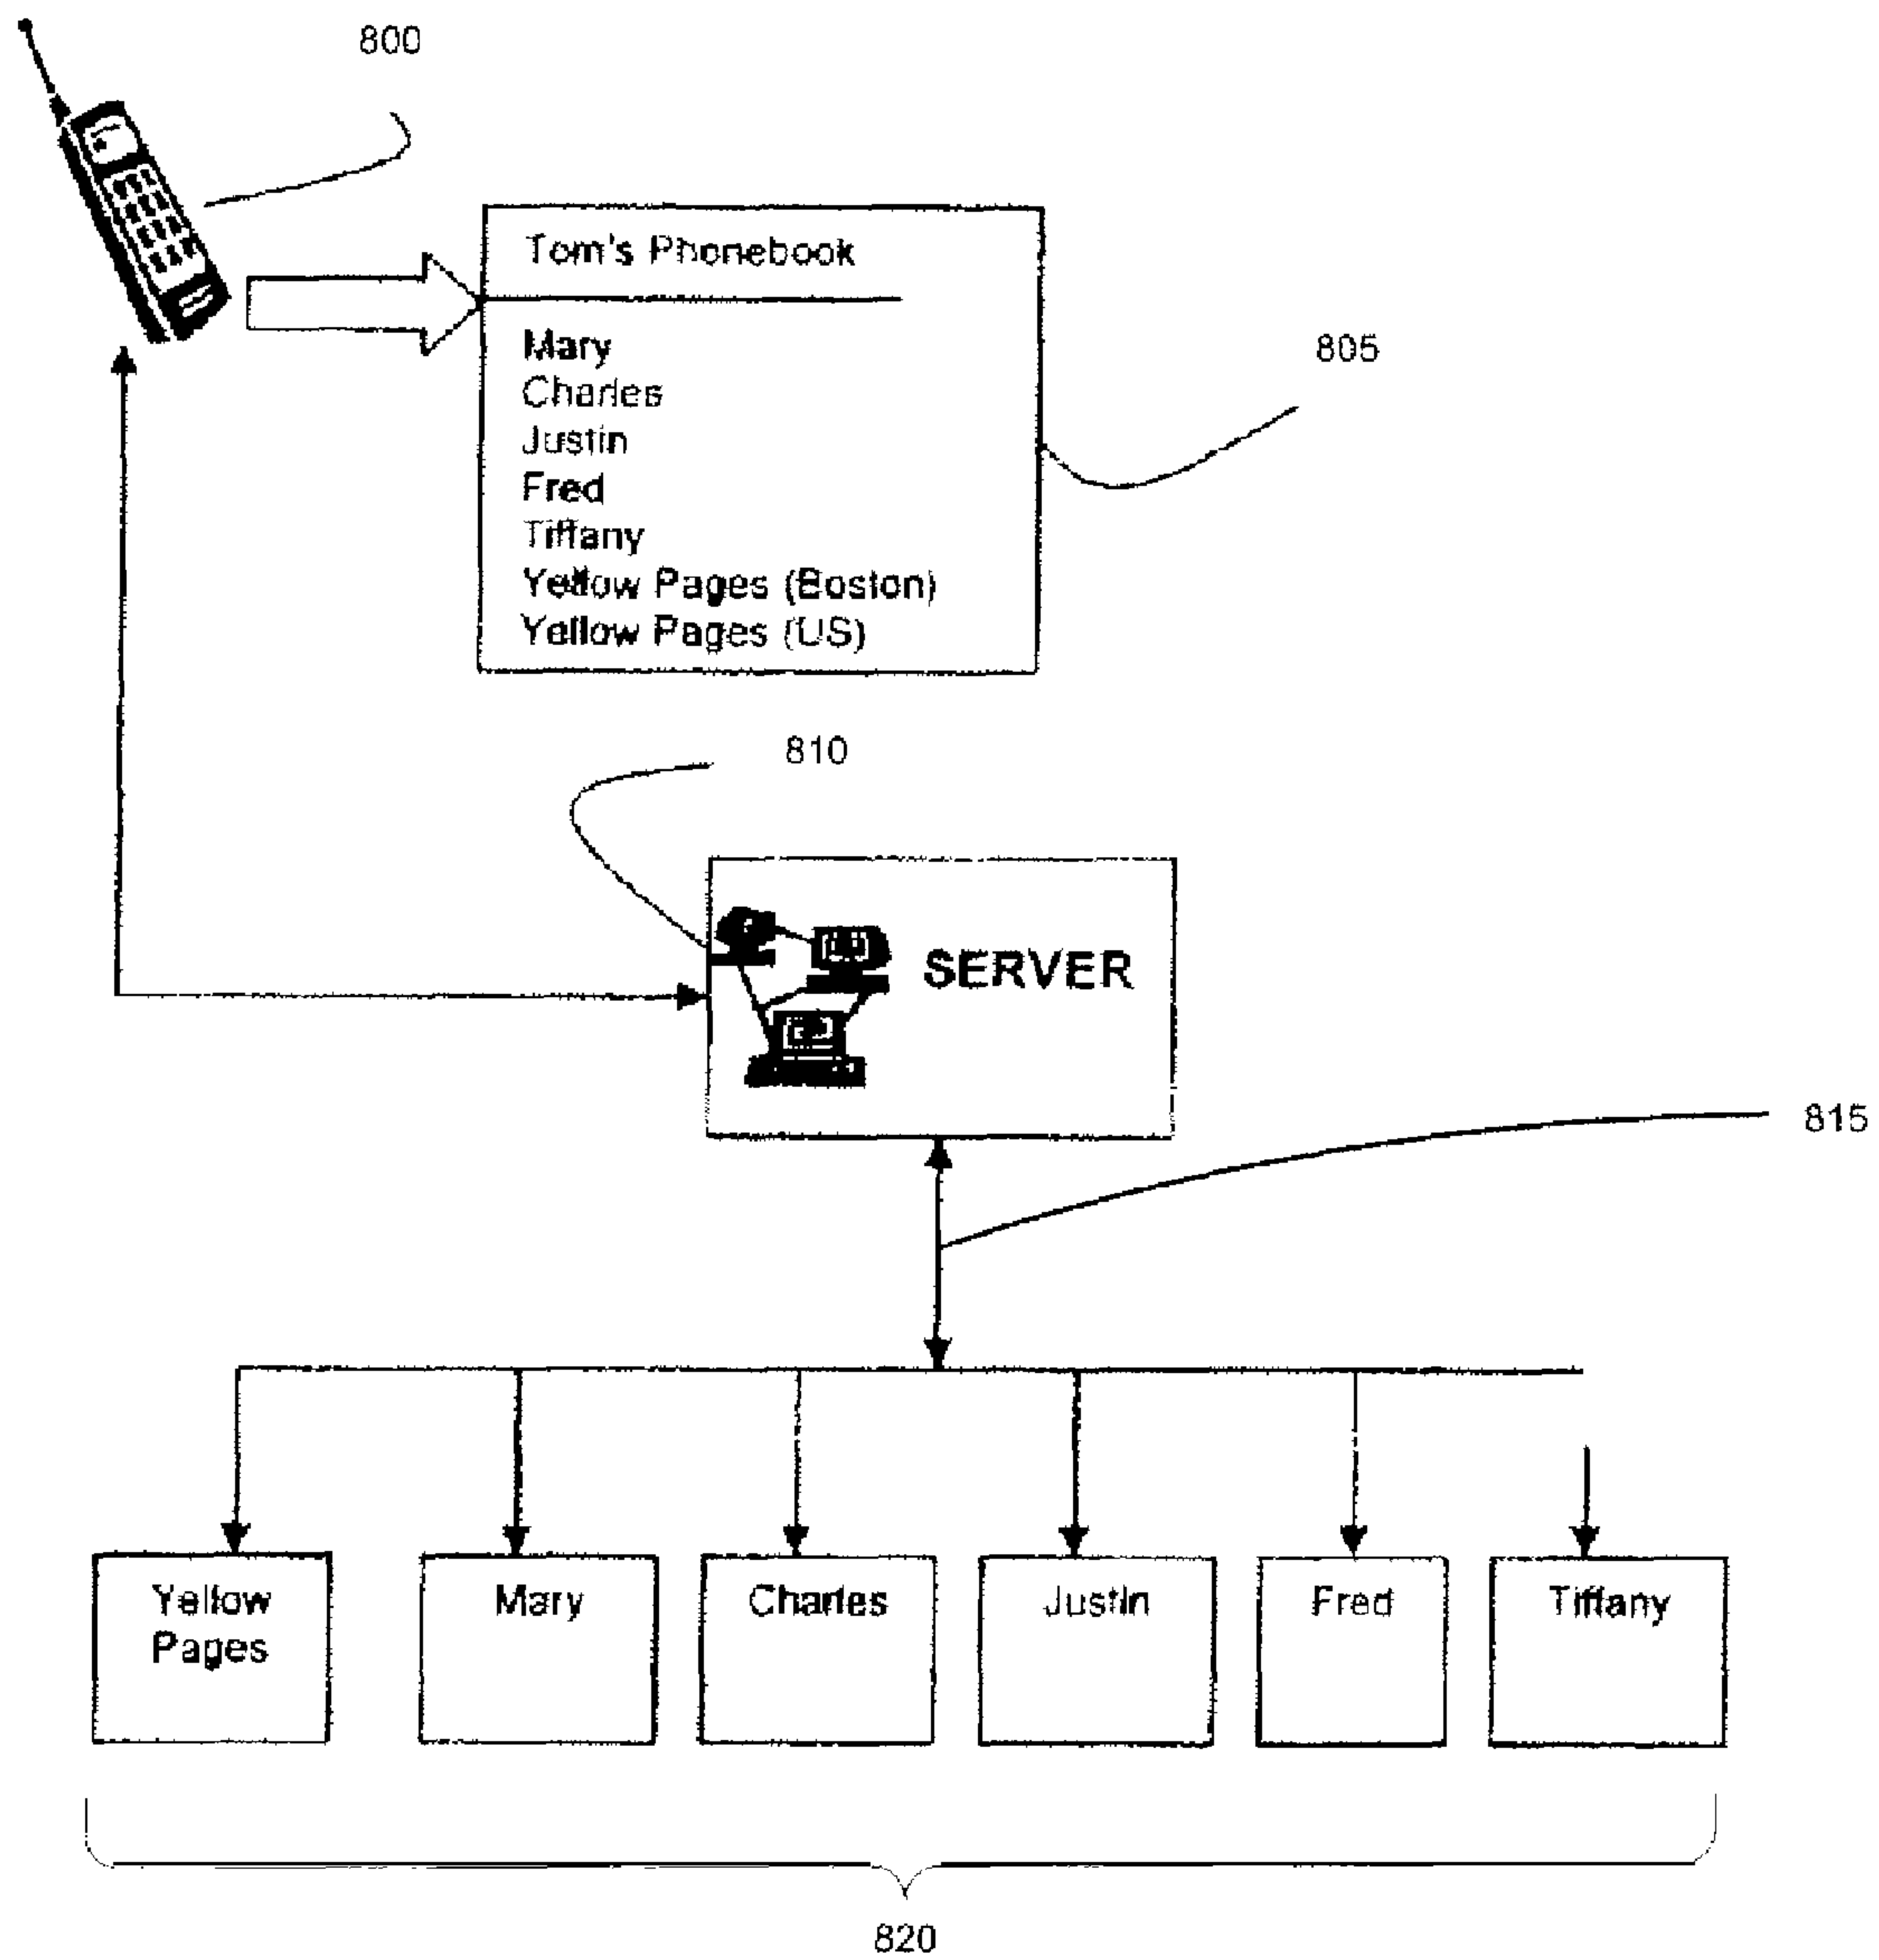 800
Tom's Phonebook
805
Mary
Charles
Justin
Fred
Tiffany
Yellow Pages (Boston)
Yellow Pages (US)
810
SERVER
815
Yellow
Pages
Mary
Charles
Justin
Fred
Tiffany
820